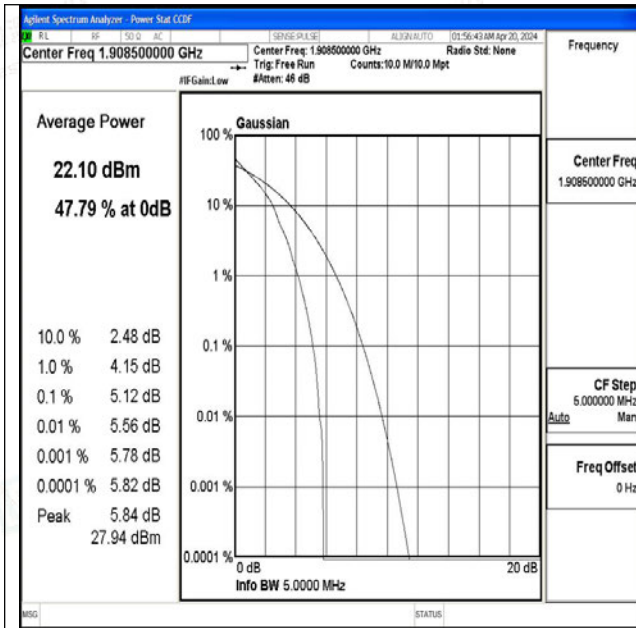 Agilent Spectrum Analyzer - Power Stat CCDF
RL RF 50 Ω AC SENSE:PULSE ALIGNAUTO 01:56:43 AM Apr 20, 2024
Center Freq 1.908500000 GHz
Center Freq: 1.908500000 GHz Radio Std: None
Trig: Free Run Counts:10.0 M/10.0 Mpt
#IFGain:Low #Atten: 46 dB
Frequency
Average Power
22.10 dBm
47.79 % at 0dB
10.0 % 2.48 dB
1.0 % 4.15 dB
0.1 % 5.12 dB
0.01 % 5.56 dB
0.001 % 5.78 dB
0.0001 % 5.82 dB
Peak 5.84 dB
27.94 dBm
Gaussian
100 %
10 %
1 %
0.1 %
0.01 %
0.001 %
0.0001 %
0 dB 20 dB
Info BW 5.0000 MHz
Center Freq
1.908500000 GHz
CF Step
5.000000 MHz
Auto Man
Freq Offset
0 Hz
MSG STATUS